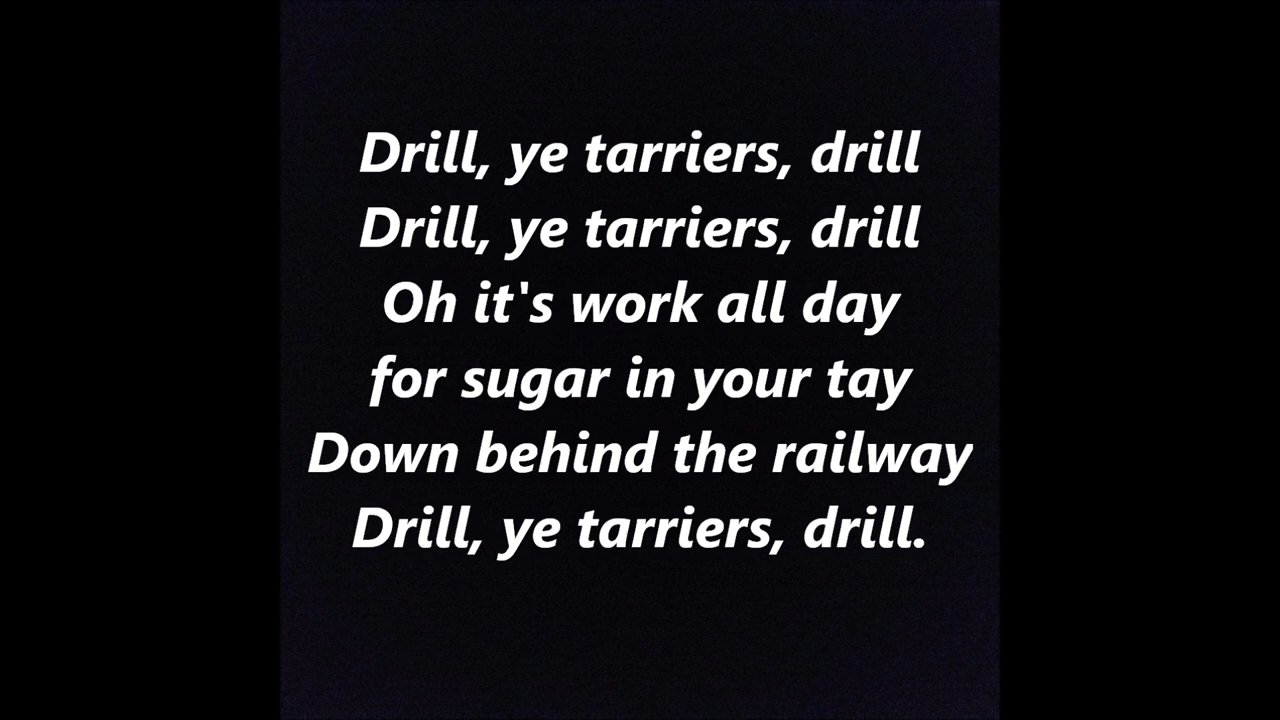 Drill, ye tarriers, drill
Drill, ye tarriers, drill
Oh it's work all day
for sugar in your tay
Down behind the railway
Drill, ye tarriers, drill.